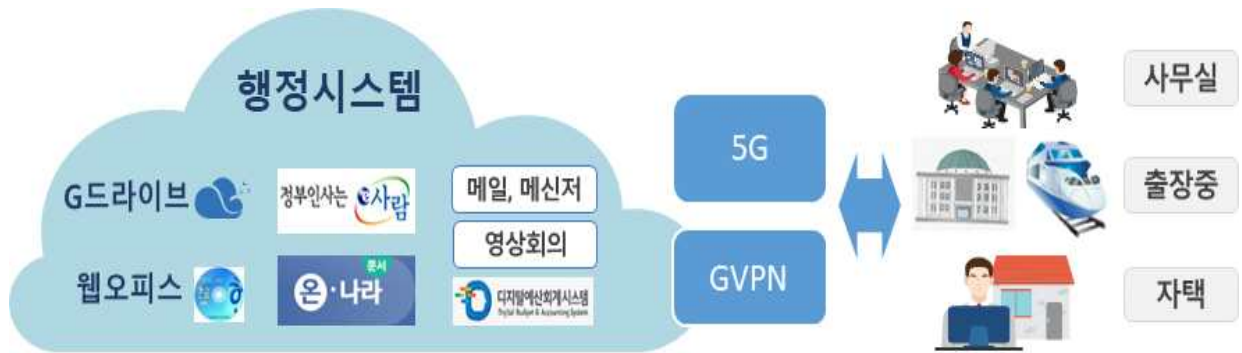 행정시스템
G드라이브
정부인사는 e사람
메일, 메신저
영상회의
웹오피스
온·나라
문서
디지털예산회계시스템
Digital Budget & Accounting System
5G
GVPN
사무실
출장중
자택